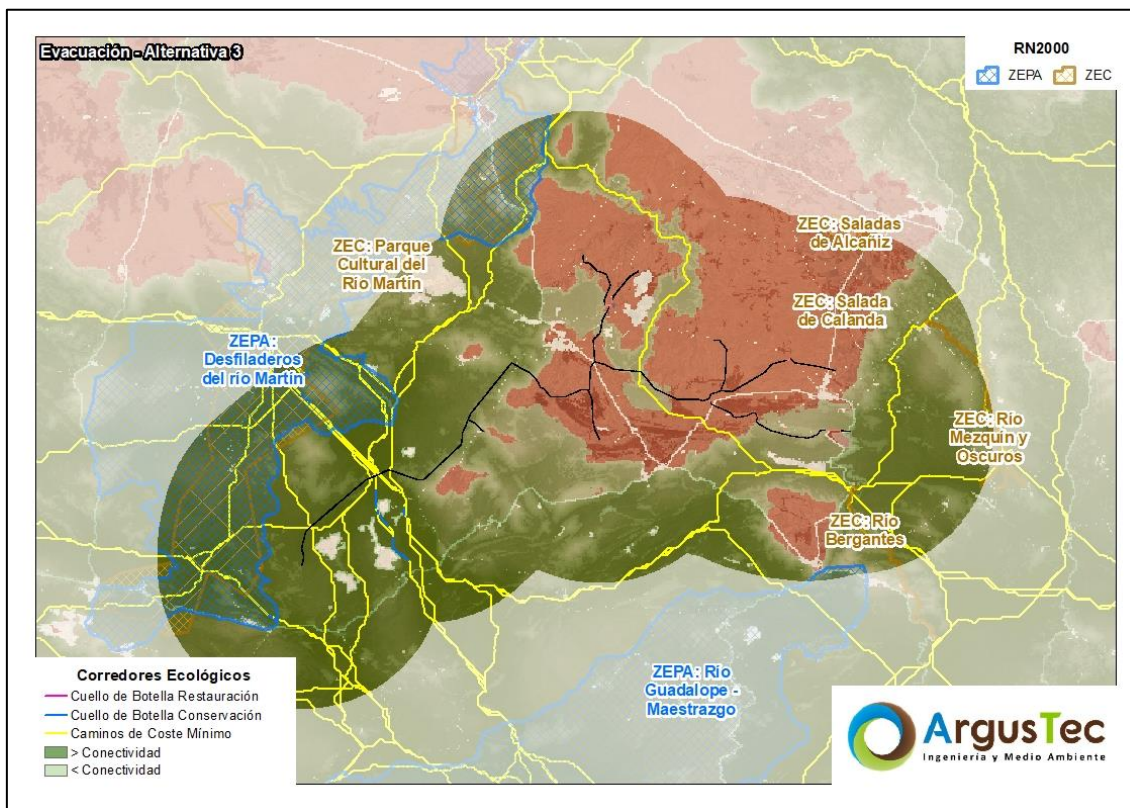 Evacuación - Alternativa 3
RN2000
ZEPA
ZEC
ZEC: Saladas
de Alcañiz
ZEC: Parque
Cultural del
Río Martín
ZEC: Salada
de Calanda
ZEPA:
Desfiladeros
del río Martín
ZEC: Río
Mezquín y
Oscuros
ZEC: Río
Bergantes
ZEPA: Río
Guadalope -
Maestrazgo
Corredores Ecológicos
Cuello de Botella Restauración
Cuello de Botella Conservación
Caminos de Coste Mínimo
> Conectividad
< Conectividad
ArgusTec
Ingeniería y Medio Ambiente